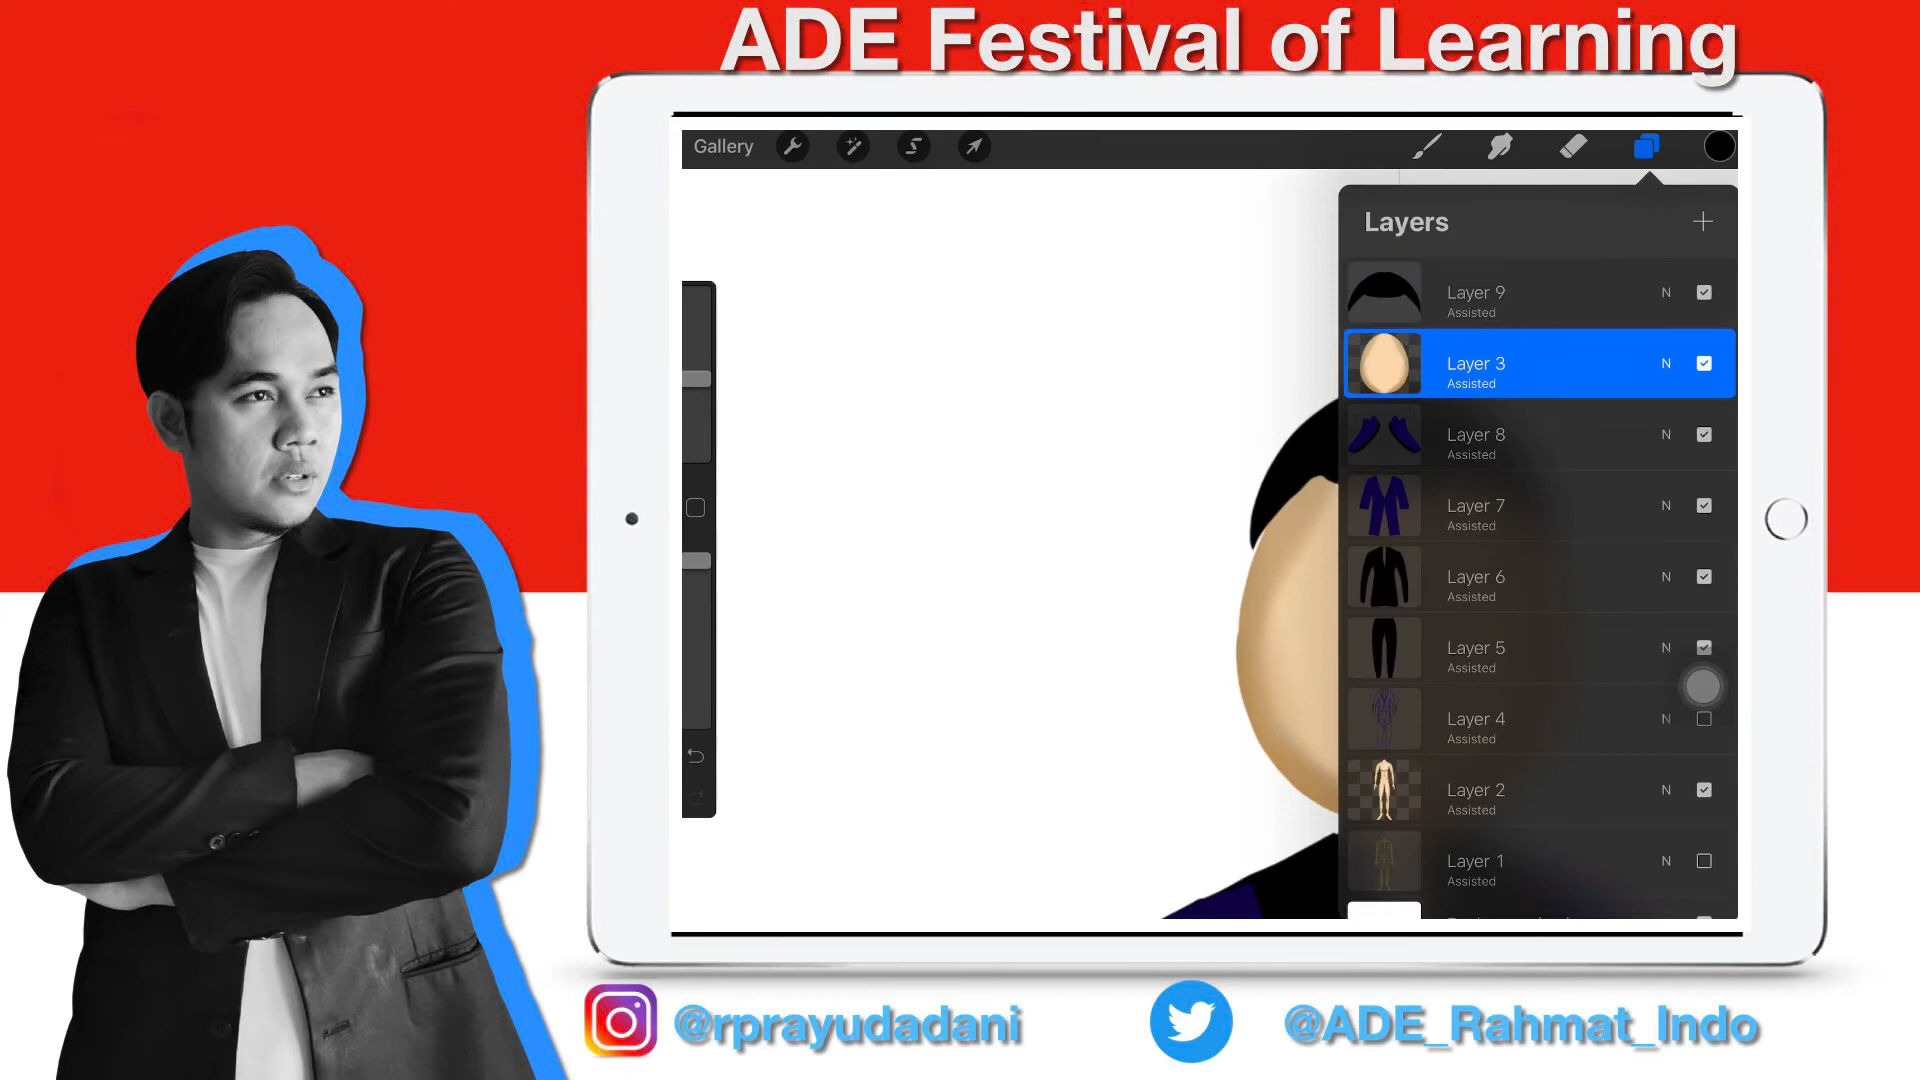 ADE Festival of Learning
Gallery
Layers
Layer 9
N
Assisted
Layer 3
N
Assisted
Layer 8
N
Assisted
Layer 7
N
Assisted
Layer 6
N
Assisted
Layer 5
N
Assisted
Layer 4
N
Assisted
Layer 2
N
Assisted
Layer 1
N
Assisted
@rprayudadani
@ADE_Rahmat_Indo